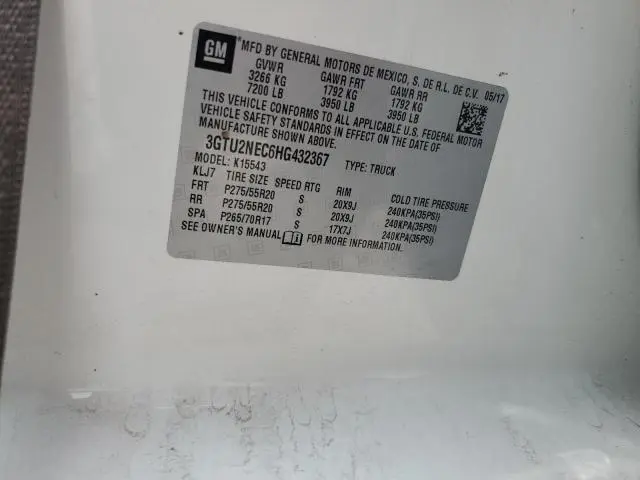 GM MFD BY GENERAL MOTORS DE MEXICO, S. DE R.L. DE C.V. 05/17
GVWR GAWR FRT GAWR RR
3266 KG 1792 KG 1792 KG
7200 LB 3950 LB 3950 LB
THIS VEHICLE CONFORMS TO ALL APPLICABLE U.S. FEDERAL MOTOR
VEHICLE SAFETY STANDARDS IN EFFECT ON THE DATE OF
MANUFACTURE SHOWN ABOVE.
3GTU2NEC6HG432367 TYPE: TRUCK
MODEL: K15543
KLJ7 TIRE SIZE SPEED RTG RIM COLD TIRE PRESSURE
FRT P275/55R20 S 20X9J 240KPA(35PSI)
RR P275/55R20 S 20X9J 240KPA(35PSI)
SPA P265/70R17 S 17X7J 240KPA(35PSI)
SEE OWNER'S MANUAL FOR MORE INFORMATION.